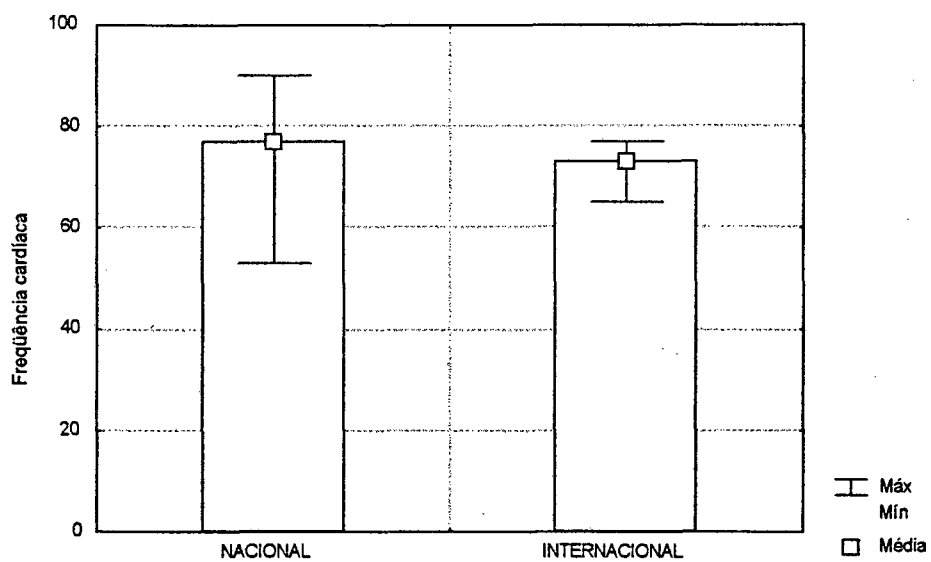 100
80
60
40
20
0
Freqüência cardíaca
NACIONAL
INTERNACIONAL
Máx
Mín
Média